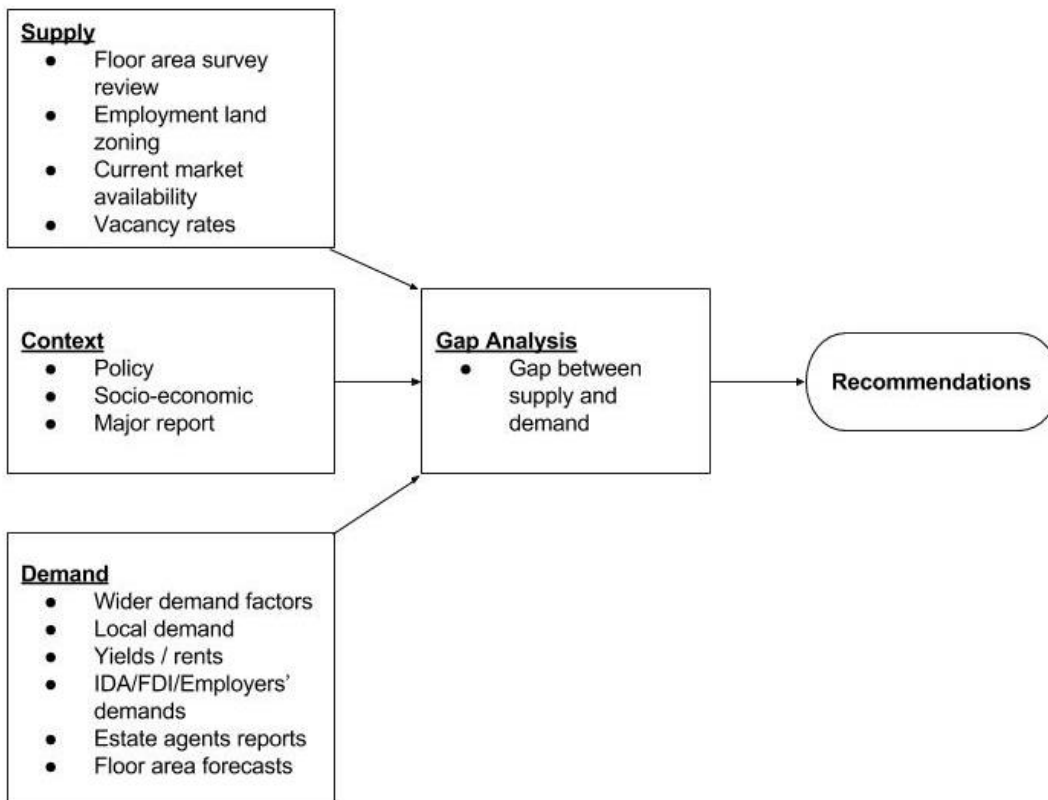 Supply
● Floor area survey
review
● Employment land
zoning
● Current market
availability
● Vacancy rates
Context
● Policy
● Socio-economic
● Major report
Gap Analysis
● Gap between
supply and
demand
Recommendations
Demand
● Wider demand factors
● Local demand
● Yields / rents
● IDA/FDI/Employers’
demands
● Estate agents reports
● Floor area forecasts